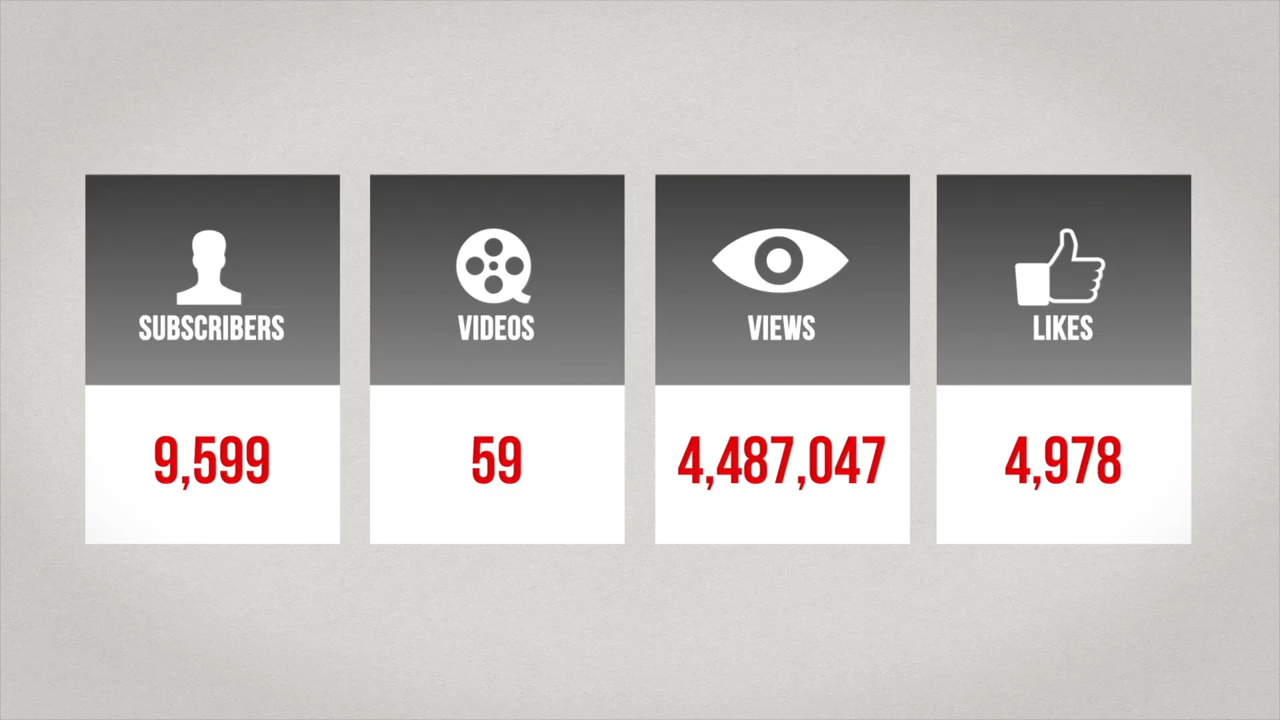 SUBSCRIBERS
9,599
VIDEOS
59
VIEWS
4,487,047
LIKES
4,978